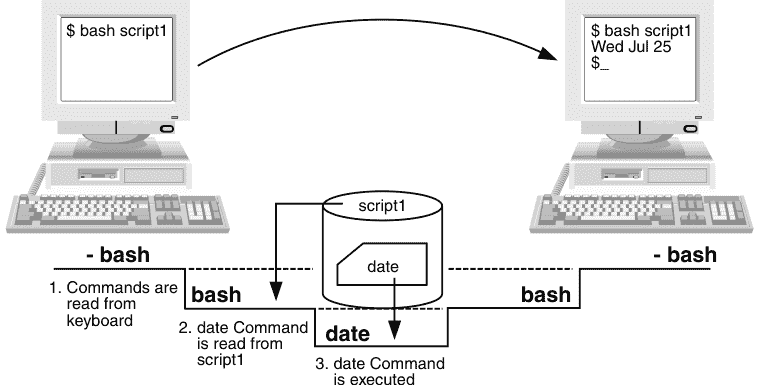 $ bash script1
$ bash script1
Wed Jul 25
$_
script1
date
- bash
- bash
1. Commands are
read from
keyboard
bash
bash
2. date Command
is read from
script1
date
3. date Command
is executed